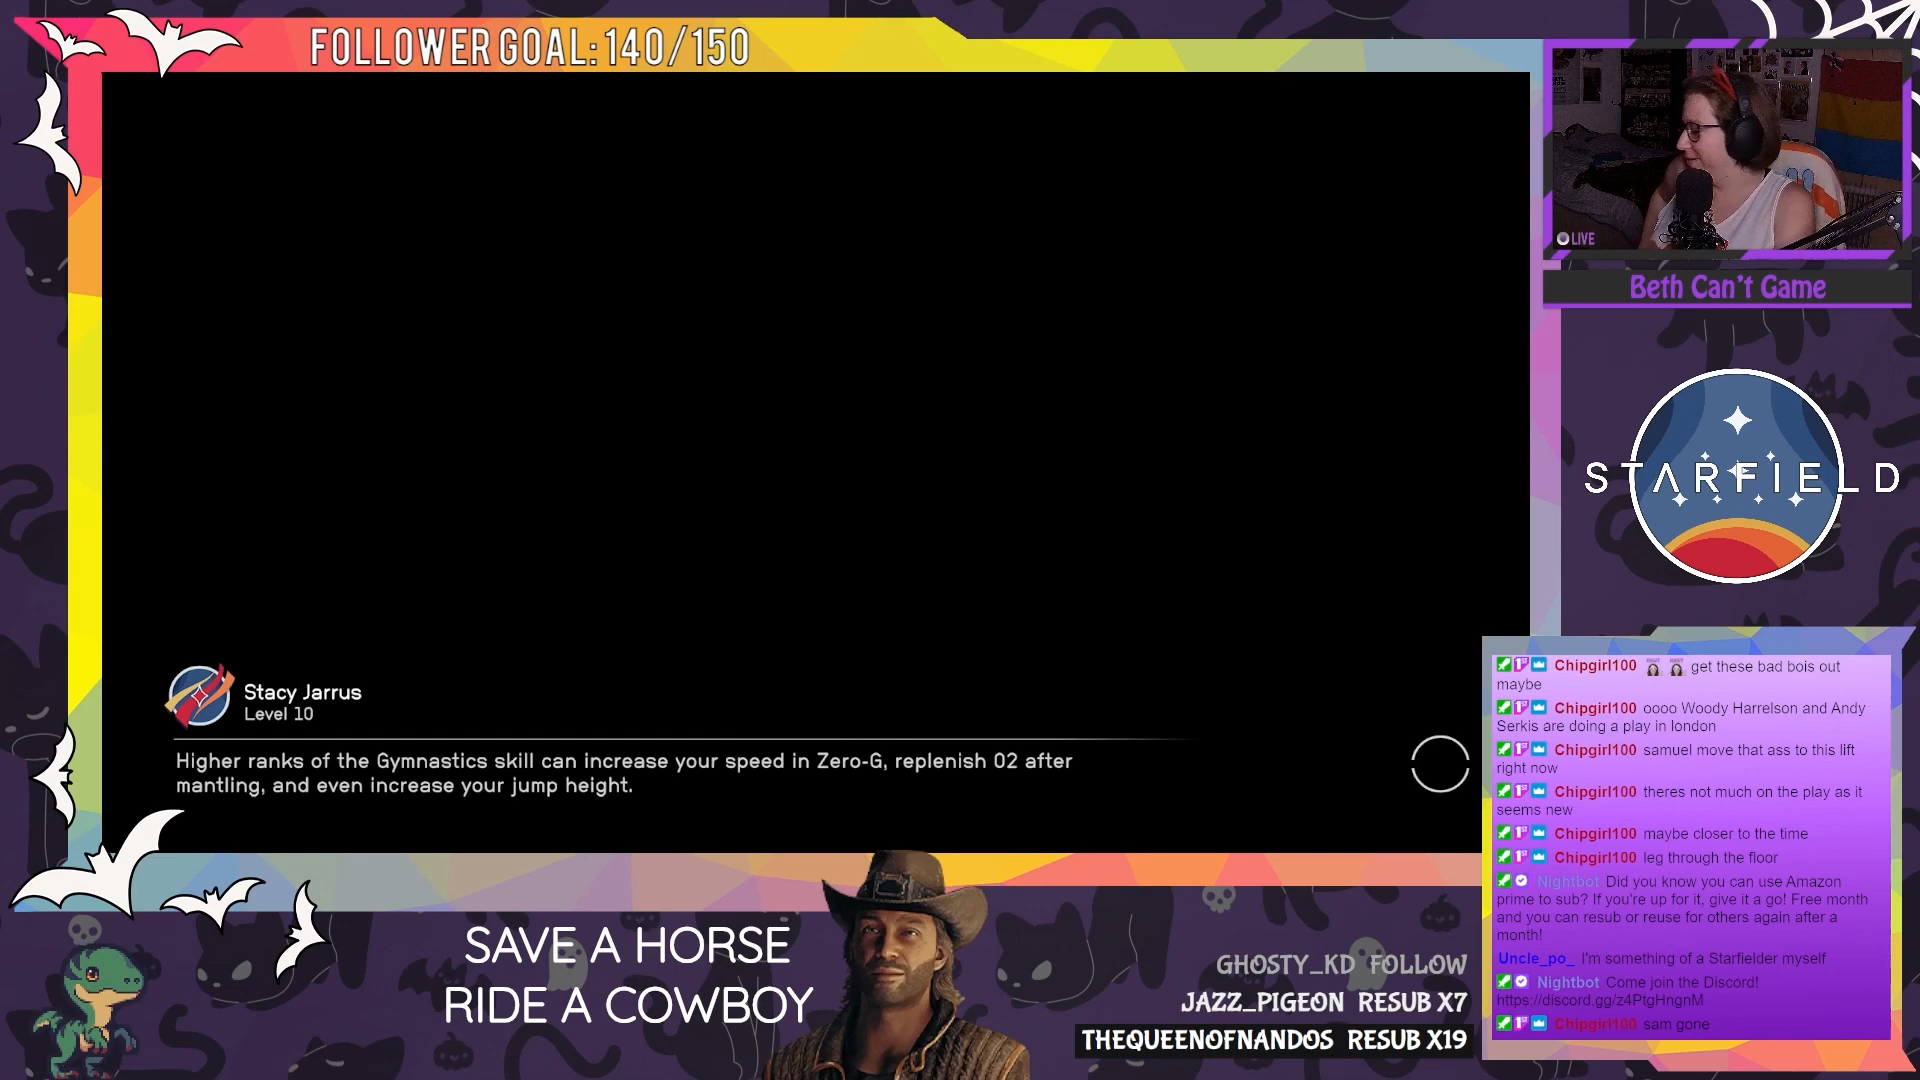 FOLLOWER GOAL: 140/150
LIVE
Beth Can't Game
STARFIELD
Stacy Jarrus
Level 10
Higher ranks of the Gymnastics skill can increase your speed in Zero-G, replenish O2 after
mantling, and even increase your jump height.
Chipgirl100 get these bad bois out
maybe
Chipgirl100 oooo Woody Harrelson and Andy
Serkis are doing a play in london
Chipgirl100 samuel move that ass to this lift
right now
Chipgirl100 theres not much on the play as it
seems new
Chipgirl100 maybe closer to the time
Chipgirl100 leg through the floor
Nightbot Did you know you can use Amazon
prime to sub? If you're up for it, give it a go! Free month
and you can resub or reuse for others again after a
month!
Uncle_po_ I'm something of a Starfielder myself
Nightbot Come join the Discord!
https://discord.gg/z4PtgHngnM
Chipgirl100 sam gone
SAVE A HORSE
RIDE A COWBOY
GHOSTY_KD FOLLOW
JAZZ_PIGEON RESUB X7
THEQUEENOFNANDOS RESUB X19